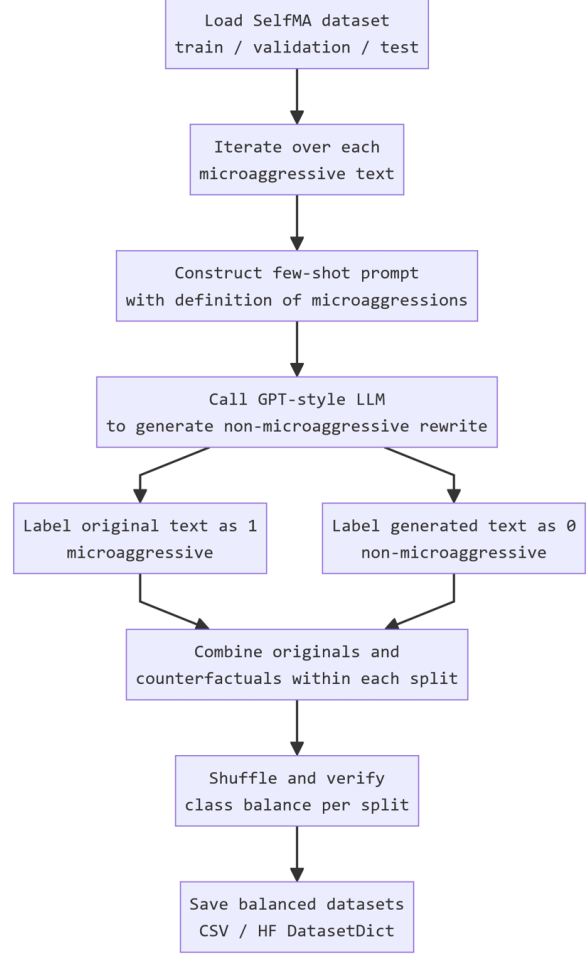 Load SelfMA dataset
train / validation / test
Iterate over each
microaggressive text
Construct few-shot prompt
with definition of microaggressions
Call GPT-style LLM
to generate non-microaggressive rewrite
Label original text as 1
microaggressive
Label generated text as 0
non-microaggressive
Combine originals and
counterfactuals within each split
Shuffle and verify
class balance per split
Save balanced datasets
CSV / HF DatasetDict